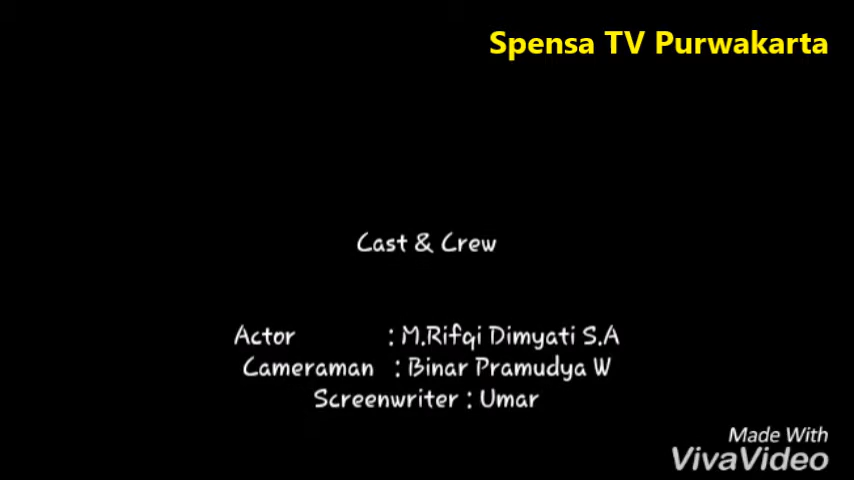 Spensa TV Purwakarta
Cast & Crew
Actor : M.Rifqi Dimyati S.A
Cameraman : Binar Pramudya W
Screenwriter : Umar
Made With
VivaVideo